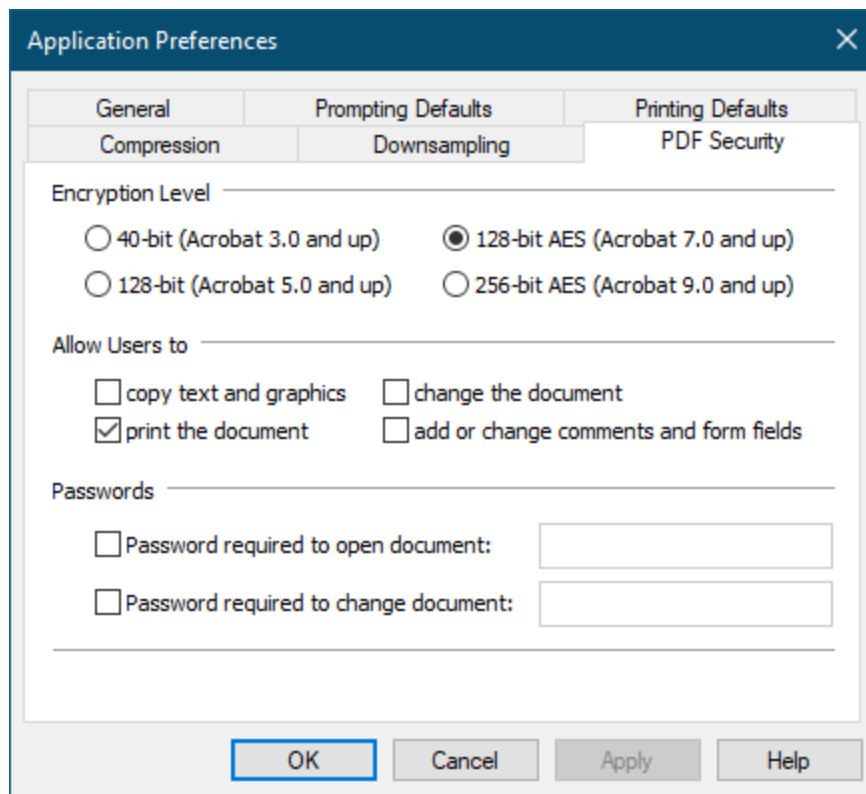 Application Preferences
General Prompting Defaults Printing Defaults
Compression Downsampling PDF Security
Encryption Level
40-bit (Acrobat 3.0 and up) 128-bit AES (Acrobat 7.0 and up)
128-bit (Acrobat 5.0 and up) 256-bit AES (Acrobat 9.0 and up)
Allow Users to
copy text and graphics change the document
print the document add or change comments and form fields
Passwords
Password required to open document:
Password required to change document:
OK Cancel Apply Help